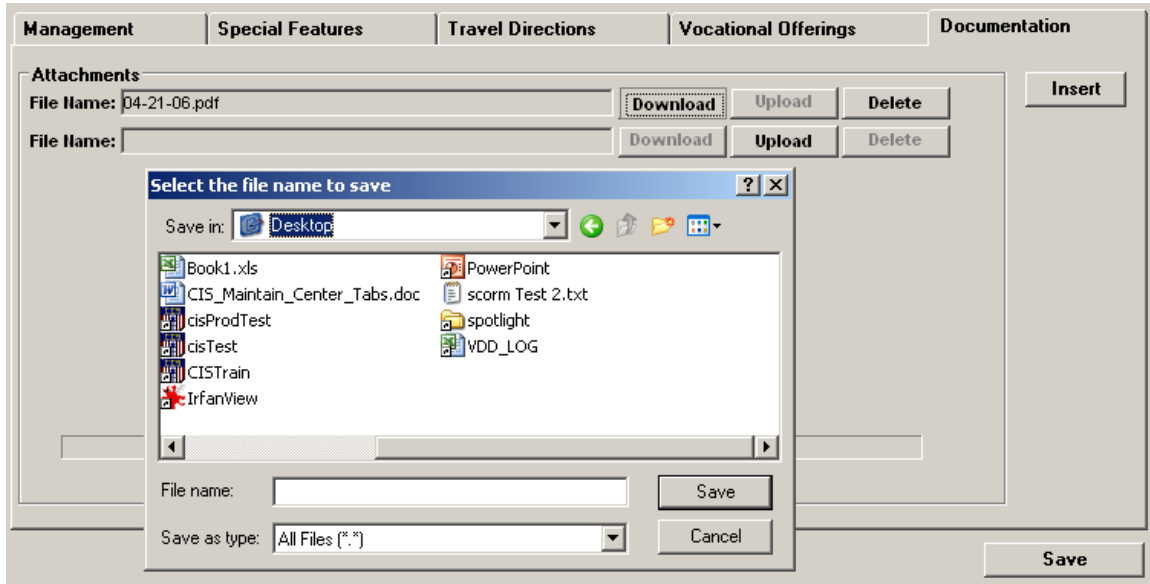 Management Special Features Travel Directions Vocational Offerings Documentation
Attachments
Insert
File Name: 04-21-06.pdf Download Upload Delete
File Name: Download Upload Delete
Select the file name to save
Save in: Desktop
Book1.xls PowerPoint
CIS_Maintain_Center_Tabs.doc scorm Test 2.txt
cisProdTest spotlight
cisTest VDD_LOG
CISTrain
IrfanView
File name: Save
Save as type: All Files (*.*) Cancel
Save